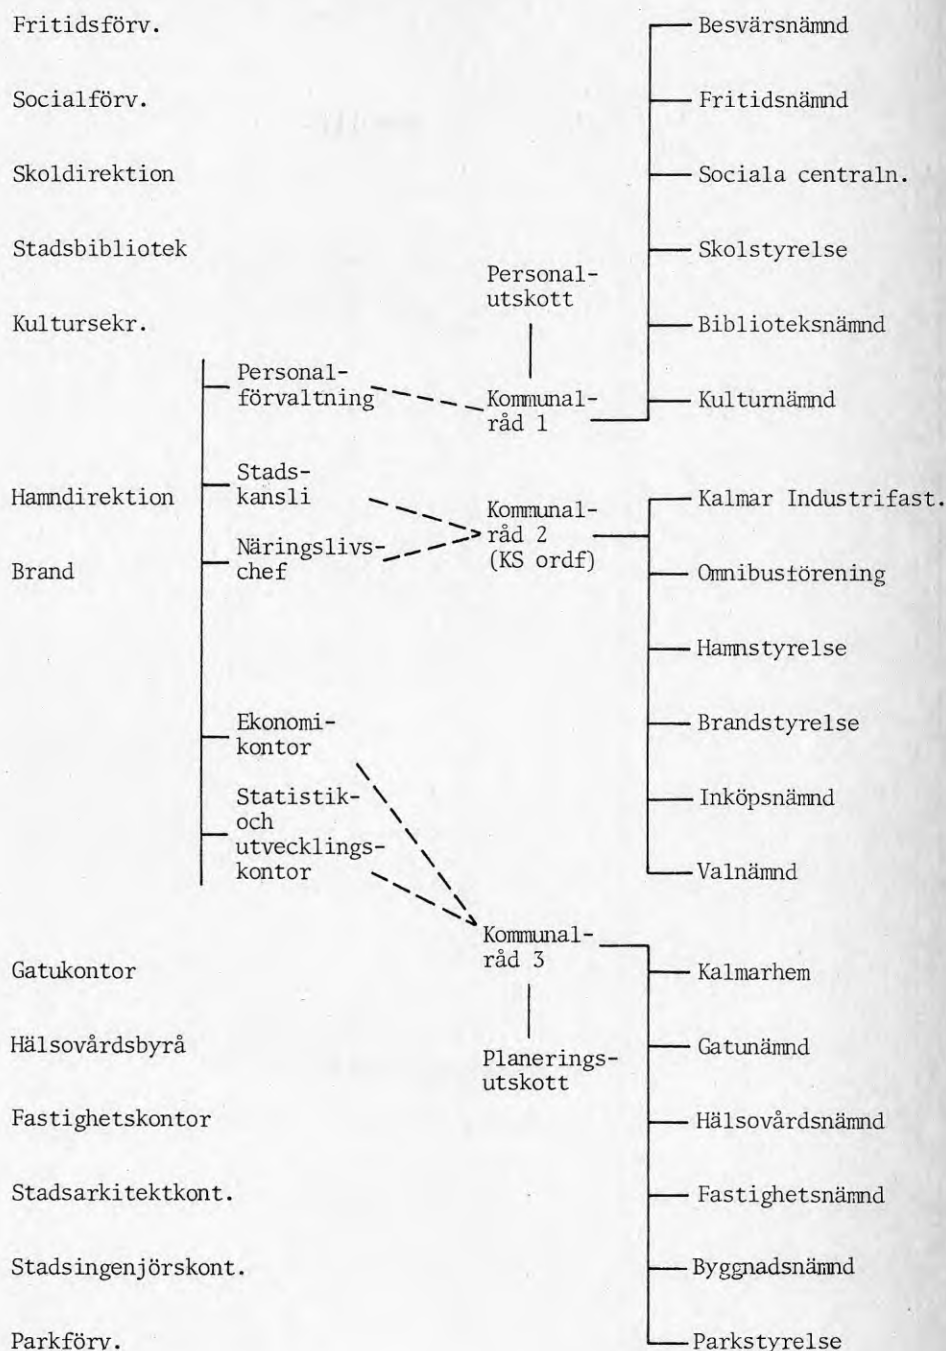 Fritidsförv.
Besvärsnämnd
Socialförv.
Fritidsnämnd
Skoldirektion
Sociala centraln.
Stadsbibliotek
Skolstyrelse
Personal-
utskott
Kultursekr.
Biblioteksnämnd
Personal-
förvaltning
Kommunal-
råd 1
Kulturnämnd
Hamndirektion
Stads-
kansli
Kommunal-
råd 2
(KS ordf)
Kalmar Industrifast.
Brand
Näringslivs-
chef
Omnibusförening
Hamnstyrelse
Ekonomi-
kontor
Brandstyrelse
Statistik-
och
utvecklings-
kontor
Inköpsnämnd
Valnämnd
Kommunal-
råd 3
Gatukontor
Kalmarhem
Hälsovårdsbyrå
Planerings-
utskott
Gatunämnd
Fastighetskontor
Hälsovårdsnämnd
Stadsarkitektkont.
Fastighetsnämnd
Stadsingenjörskont.
Byggnadsnämnd
Parkförv.
Parkstyrelse